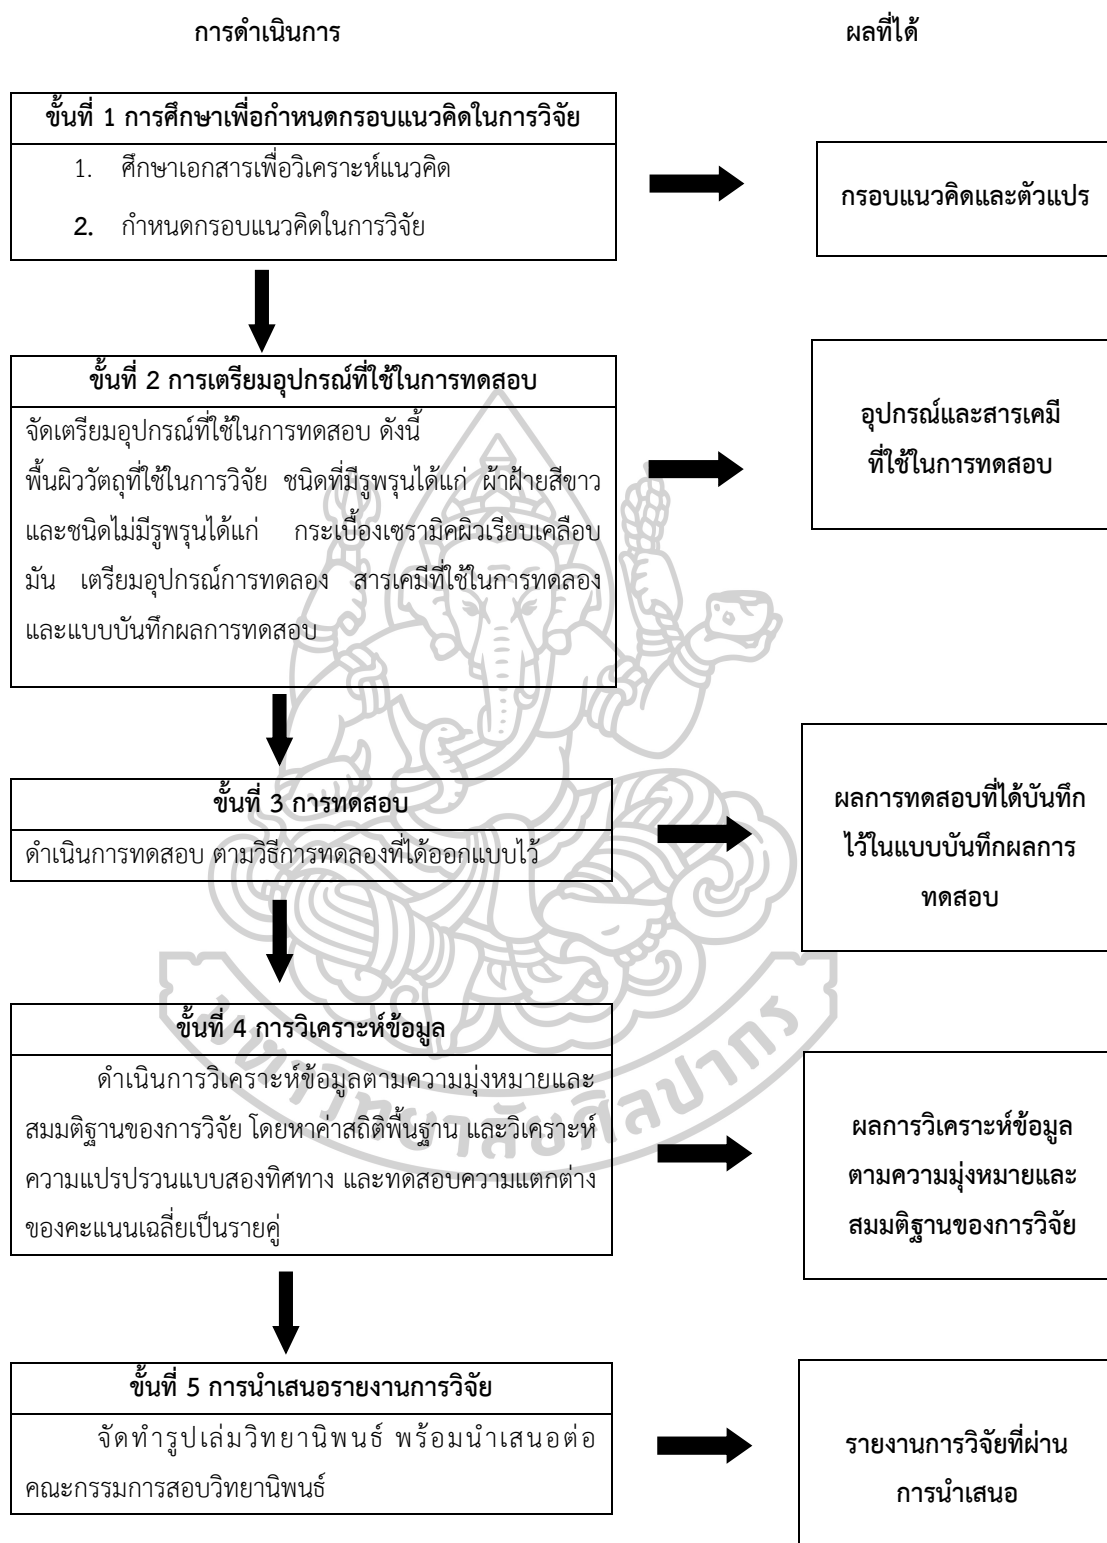 การดำเนินการ
ผลที่ได้
ขั้นที่ 1 การศึกษาเพื่อกำหนดกรอบแนวคิดในการวิจัย
1. ศึกษาเอกสารเพื่อวิเคราะห์แนวคิด
2. กำหนดกรอบแนวคิดในการวิจัย
กรอบแนวคิดและตัวแปร
ขั้นที่ 2 การเตรียมอุปกรณ์ที่ใช้ในการทดสอบ
จัดเตรียมอุปกรณ์ที่ใช้ในการทดสอบ ดังนี้
พื้นผิววัตถุที่ใช้ในการวิจัย ชนิดที่มีรูพรุนได้แก่ ผ้าฝ้ายสีขาว
และชนิดไม่มีรูพรุนได้แก่ กระเบื้องเซรามิคผิวเรียบเคลือบ
มัน เตรียมอุปกรณ์การทดลอง สารเคมีที่ใช้ในการทดลอง
และแบบบันทึกผลการทดสอบ
อุปกรณ์และสารเคมี
ที่ใช้ในการทดสอบ
ขั้นที่ 3 การทดสอบ
ดำเนินการทดสอบ ตามวิธีการทดลองที่ได้ออกแบบไว้
ผลการทดสอบที่ได้บันทึก
ไว้ในแบบบันทึกผลการ
ทดสอบ
ขั้นที่ 4 การวิเคราะห์ข้อมูล
ดำเนินการวิเคราะห์ข้อมูลตามความมุ่งหมายและ
สมมติฐานของการวิจัย โดยหาค่าสถิติพื้นฐาน และวิเคราะห์
ความแปรปรวนแบบสองทิศทาง และทดสอบความแตกต่าง
ของคะแนนเฉลี่ยเป็นรายคู่
ผลการวิเคราะห์ข้อมูล
ตามความมุ่งหมายและ
สมมติฐานของการวิจัย
มหาวิทยาลัยศิลปากร
ขั้นที่ 5 การนำเสนอรายงานการวิจัย
จัดทำรูปเล่มวิทยานิพนธ์ พร้อมนำเสนอต่อ
คณะกรรมการสอบวิทยานิพนธ์
รายงานการวิจัยที่ผ่าน
การนำเสนอ